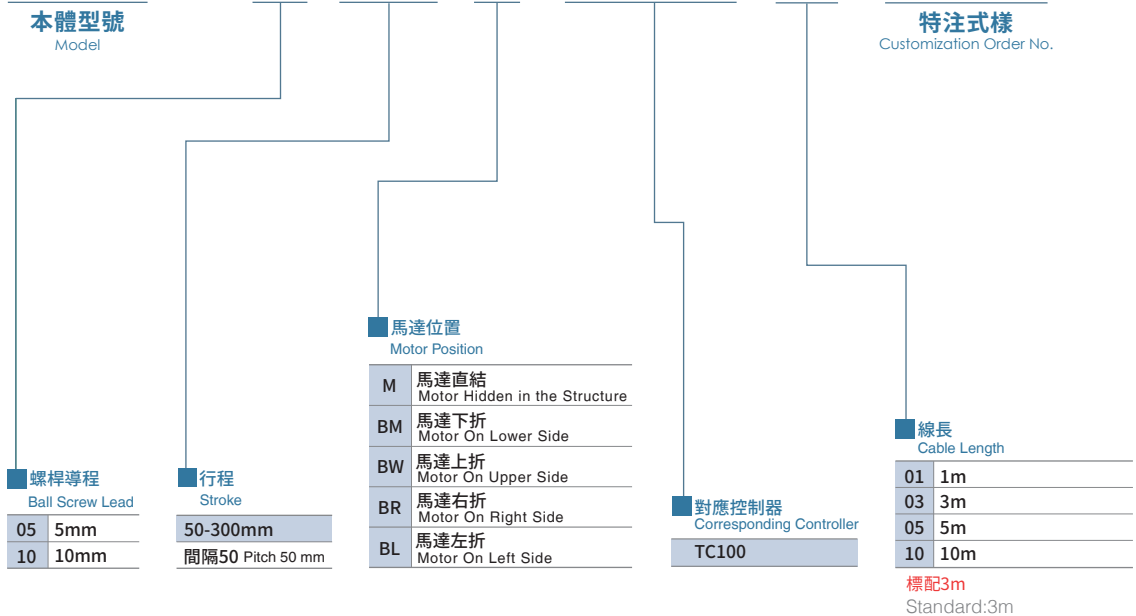 本體型號
Model
特注式樣
Customization Order No.
馬達位置
Motor Position
M 馬達直結
Motor Hidden in the Structure
BM 馬達下折
Motor On Lower Side
BW 馬達上折
Motor On Upper Side
BR 馬達右折
Motor On Right Side
BL 馬達左折
Motor On Left Side
螺桿導程
Ball Screw Lead
05 5mm
10 10mm
行程
Stroke
50-300mm
間隔50 Pitch 50 mm
對應控制器
Corresponding Controller
TC100
線長
Cable Length
01 1m
03 3m
05 5m
10 10m
標配3m
Standard:3m